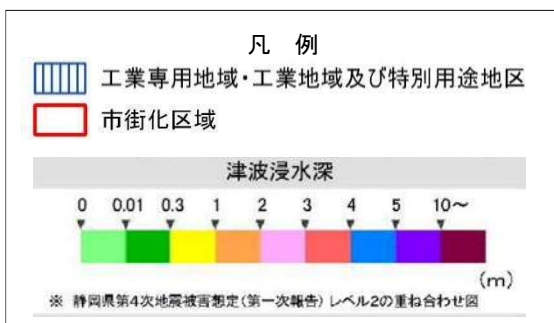 凡 例
工業専用地域・工業地域及び特別用途地区
市街化区域
津波浸水深
0 0.01 0.3 1 2 3 4 5 10～
(m)
※ 静岡県第4次地震被害想定(第一次報告) レベル2の重ね合わせ図